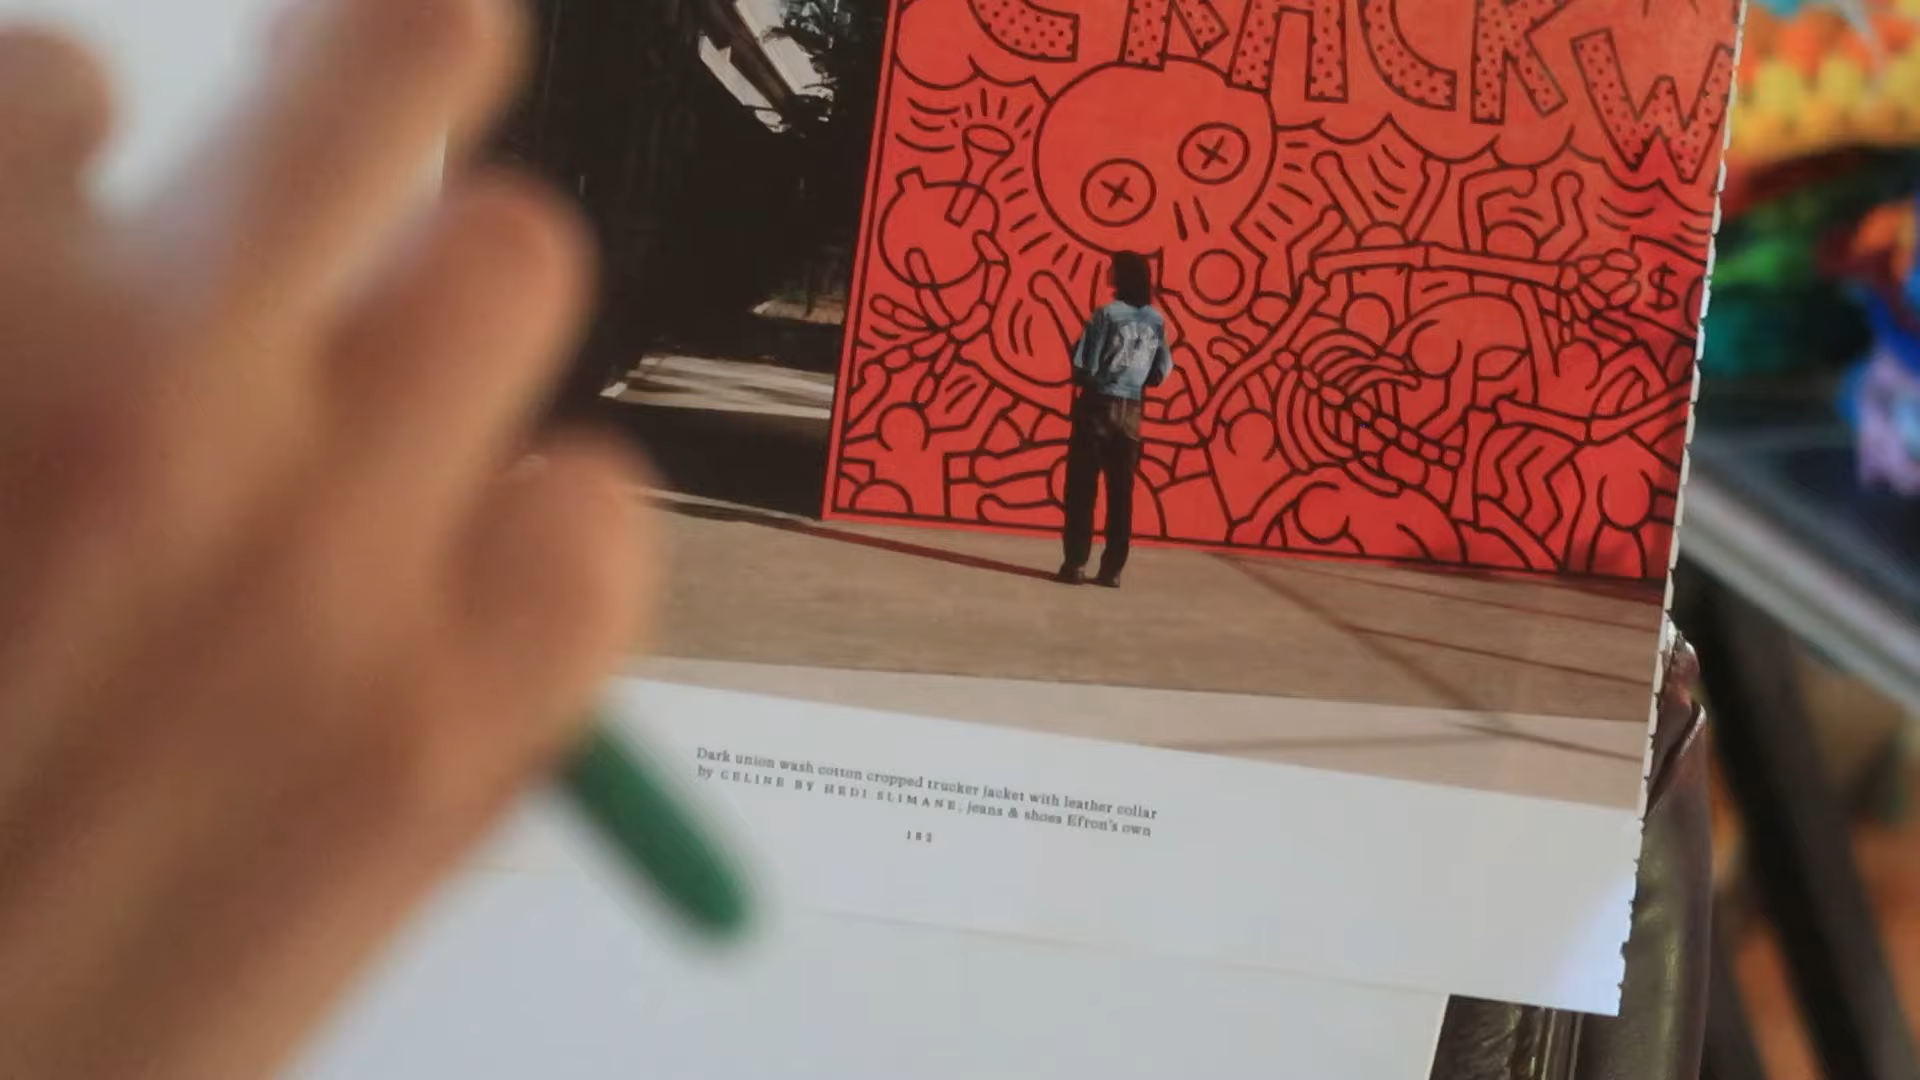 CRACK W
$
Dark union wash cotton cropped trucker jacket with leather collar
by CELINE BY HEDI SLIMANE, jeans & shoes Efron's own
182